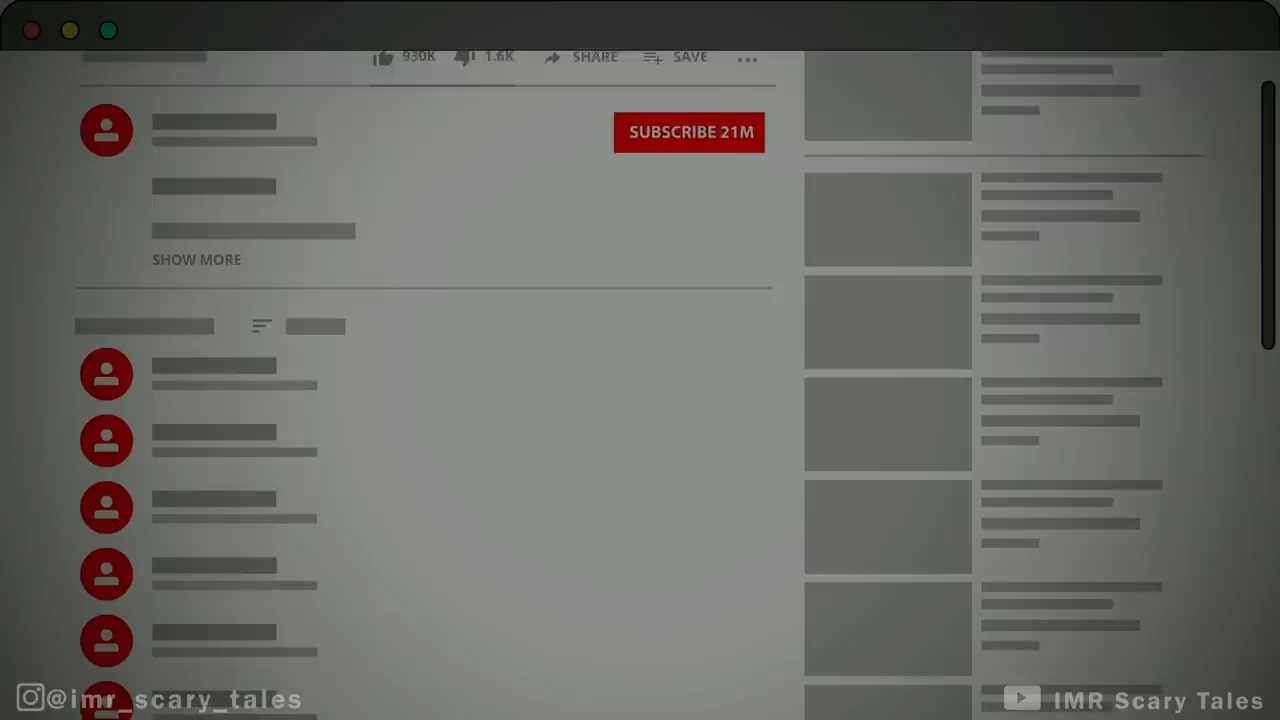 930K 1.6K SHARE SAVE
SUBSCRIBE 21M
SHOW MORE
@imr_scary_tales
IMR Scary Tales